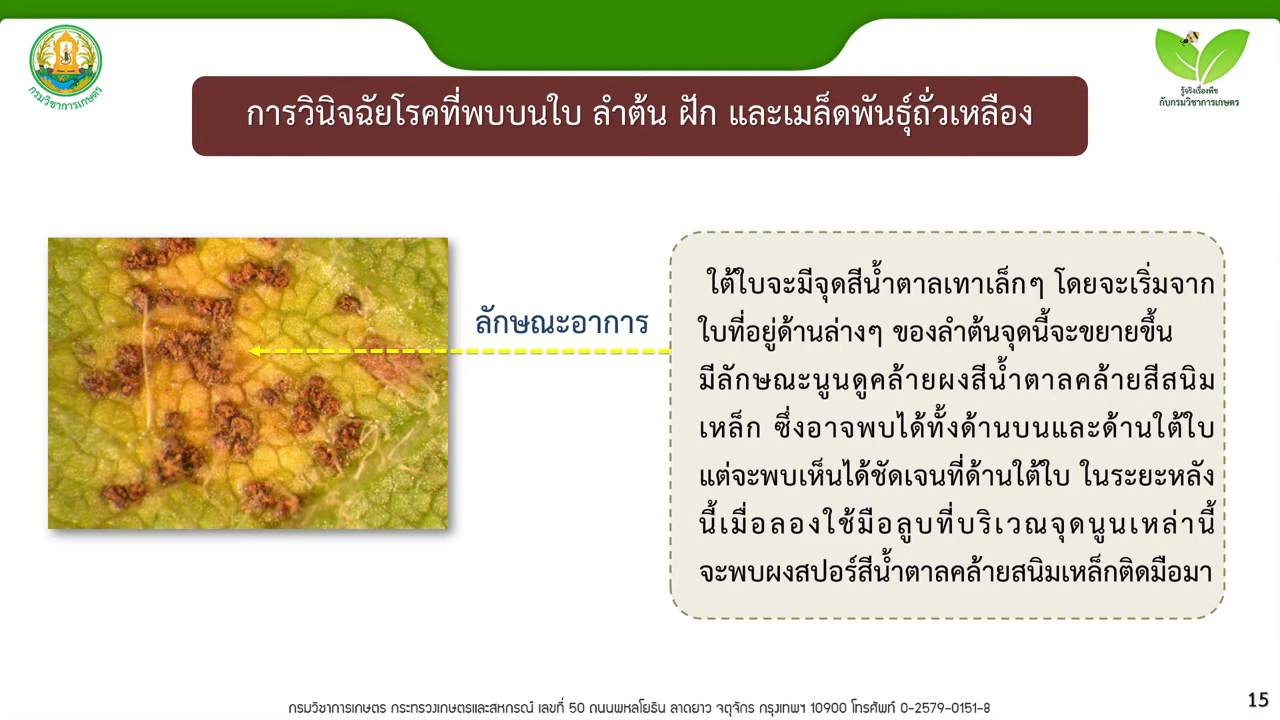 กรมวิชาการเกษตร
รู้จริงเรื่องพืช
กับกรมวิชาการเกษตร
การวินิจฉัยโรคที่พบบนใบ ลำต้น ฝัก และเมล็ดพันธุ์ถั่วเหลือง
ลักษณะอาการ
ใต้ใบจะมีจุดสีน้ำตาลเทาเล็กๆ โดยจะเริ่มจาก
ใบที่อยู่ด้านล่างๆ ของลำต้นจุดนี้จะขยายขึ้น
มีลักษณะนูนดูคล้ายผงสีน้ำตาลคล้ายสีสนิม
เหล็ก ซึ่งอาจพบได้ทั้งด้านบนและด้านใต้ใบ
แต่จะพบเห็นได้ชัดเจนที่ด้านใต้ใบ ในระยะหลัง
นี้เมื่อลองใช้มือลูบที่บริเวณจุดนูนเหล่านี้
จะพบผงสปอร์สีน้ำตาลคล้ายสนิมเหล็กติดมือมา
กรมวิชาการเกษตร กระทรวงเกษตรและสหกรณ์ เลขที่ 50 ถนนพหลโยธิน ลาดยาว จตุจักร กรุงเทพฯ 10900 โทรศัพท์ 0-2579-0151-8
15